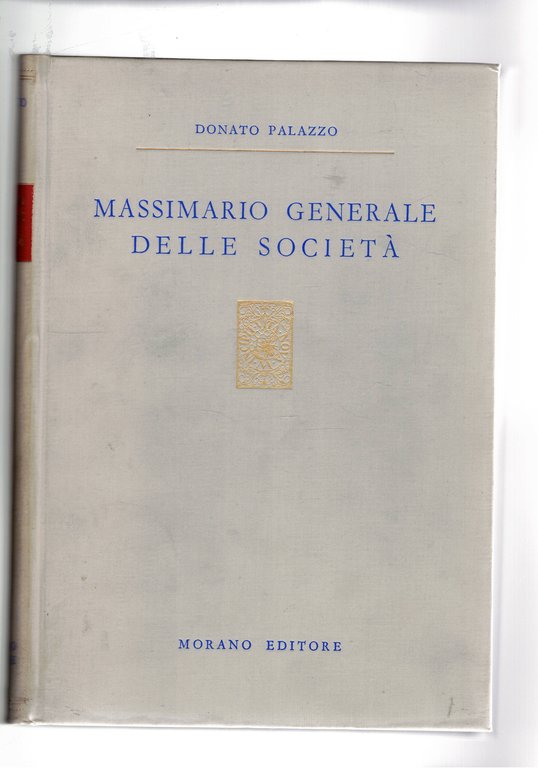 DONATO PALAZZO
MASSIMARIO GENERALE
DELLE SOCIETÀ
MORANO EDITORE